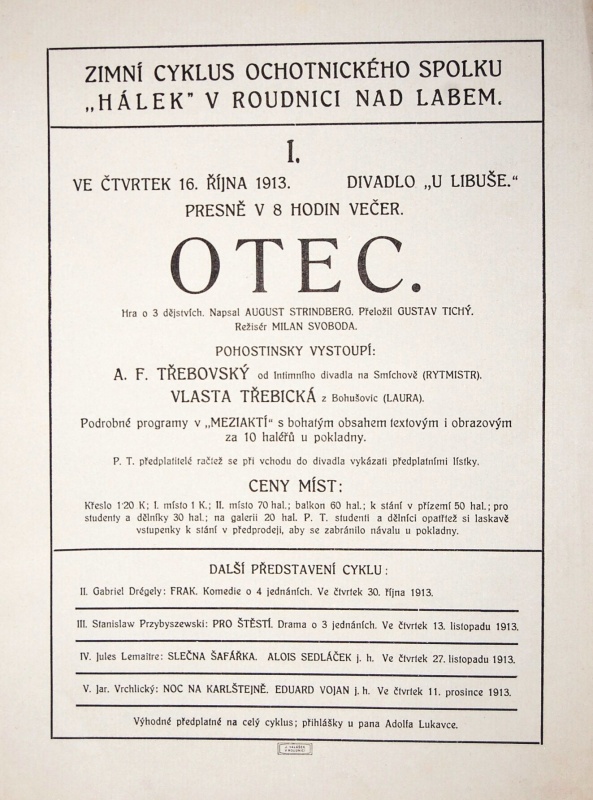 ZIMNÍ CYKLUS OCHOTNICKÉHO SPOLKU
„HÁLEK” V ROUDNICI NAD LABEM.
I.
VE ČTVRTEK 16. ŘÍJNA 1913. DIVADLO „U LIBUŠE.“
PRESNĚ V 8 HODIN VEČER.
OTEC.
Hra o 3 dějstvích. Napsal AUGUST STRINDBERG. Přeložil GUSTAV TICHÝ.
Režisér MILAN SVOBODA.
POHOSTINSKY VYSTOUPÍ:
A. F. TŘEBOVSKÝ od Intimního divadla na Smíchově (RYTMISTR).
VLASTA TŘEBICKÁ z Bohušovic (LAURA).
Podrobné programy v „MEZIAKTÍ“ s bohatým obsahem textovým i obrazovým
za 10 haléřů u pokladny.
P. T. předplatitelé račtež se při vchodu do divadla vykázati předplatními lístky.
CENY MÍST:
Křeslo 1·20 K; I. místo 1 K.; II. místo 70 hal.; balkon 60 hal.; k stání v přízemí 50 hal.; pro
studenty a dělníky 30 hal.; na galerii 20 hal. P. T. studenti a dělníci opatřtež si laskavě
vstupenky k stání v předprodeji, aby se zabránilo návalu u pokladny.
DALŠÍ PŘEDSTAVENÍ CYKLU:
II. Gabriel Drégely: FRAK. Komedie o 4 jednáních. Ve čtvrtek 30. října 1913.
III. Stanislaw Przybyszewski: PRO ŠTĚSTÍ. Drama o 3 jednáních. Ve čtvrtek 13. listopadu 1913.
IV. Jules Lemaître: SLEČNA ŠAFÁŘKA. ALOIS SEDLÁČEK j. h. Ve čtvrtek 27. listopadu 1913.
V. Jar. Vrchlický: NOC NA KARLŠTEJNĚ. EDUARD VOJAN j. h. Ve čtvrtek 11. prosince 1913.
Výhodné předplatné na celý cyklus; přihlášky u pana Adolfa Lukavce.
V ROUDNICI